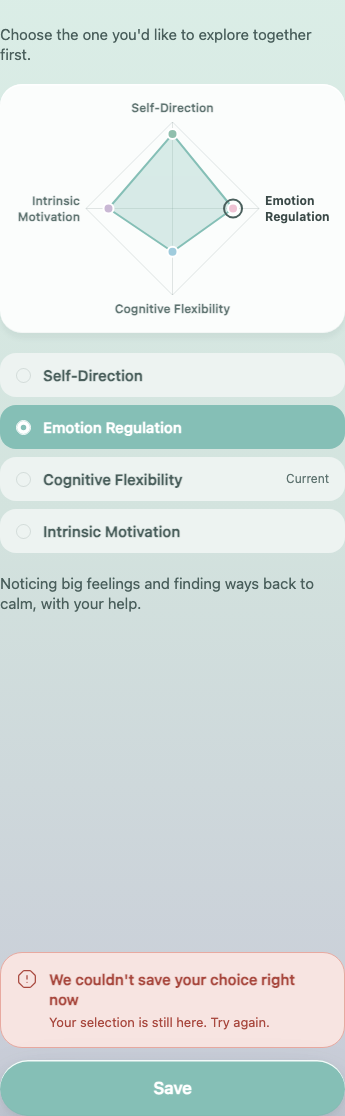 Choose the one you'd like to explore together
first.
Self-Direction
Intrinsic
Motivation
Emotion
Regulation
Cognitive Flexibility
Self-Direction
Emotion Regulation
Cognitive Flexibility Current
Intrinsic Motivation
Noticing big feelings and finding ways back to
calm, with your help.
We couldn't save your choice right
now
Your selection is still here. Try again.
Save